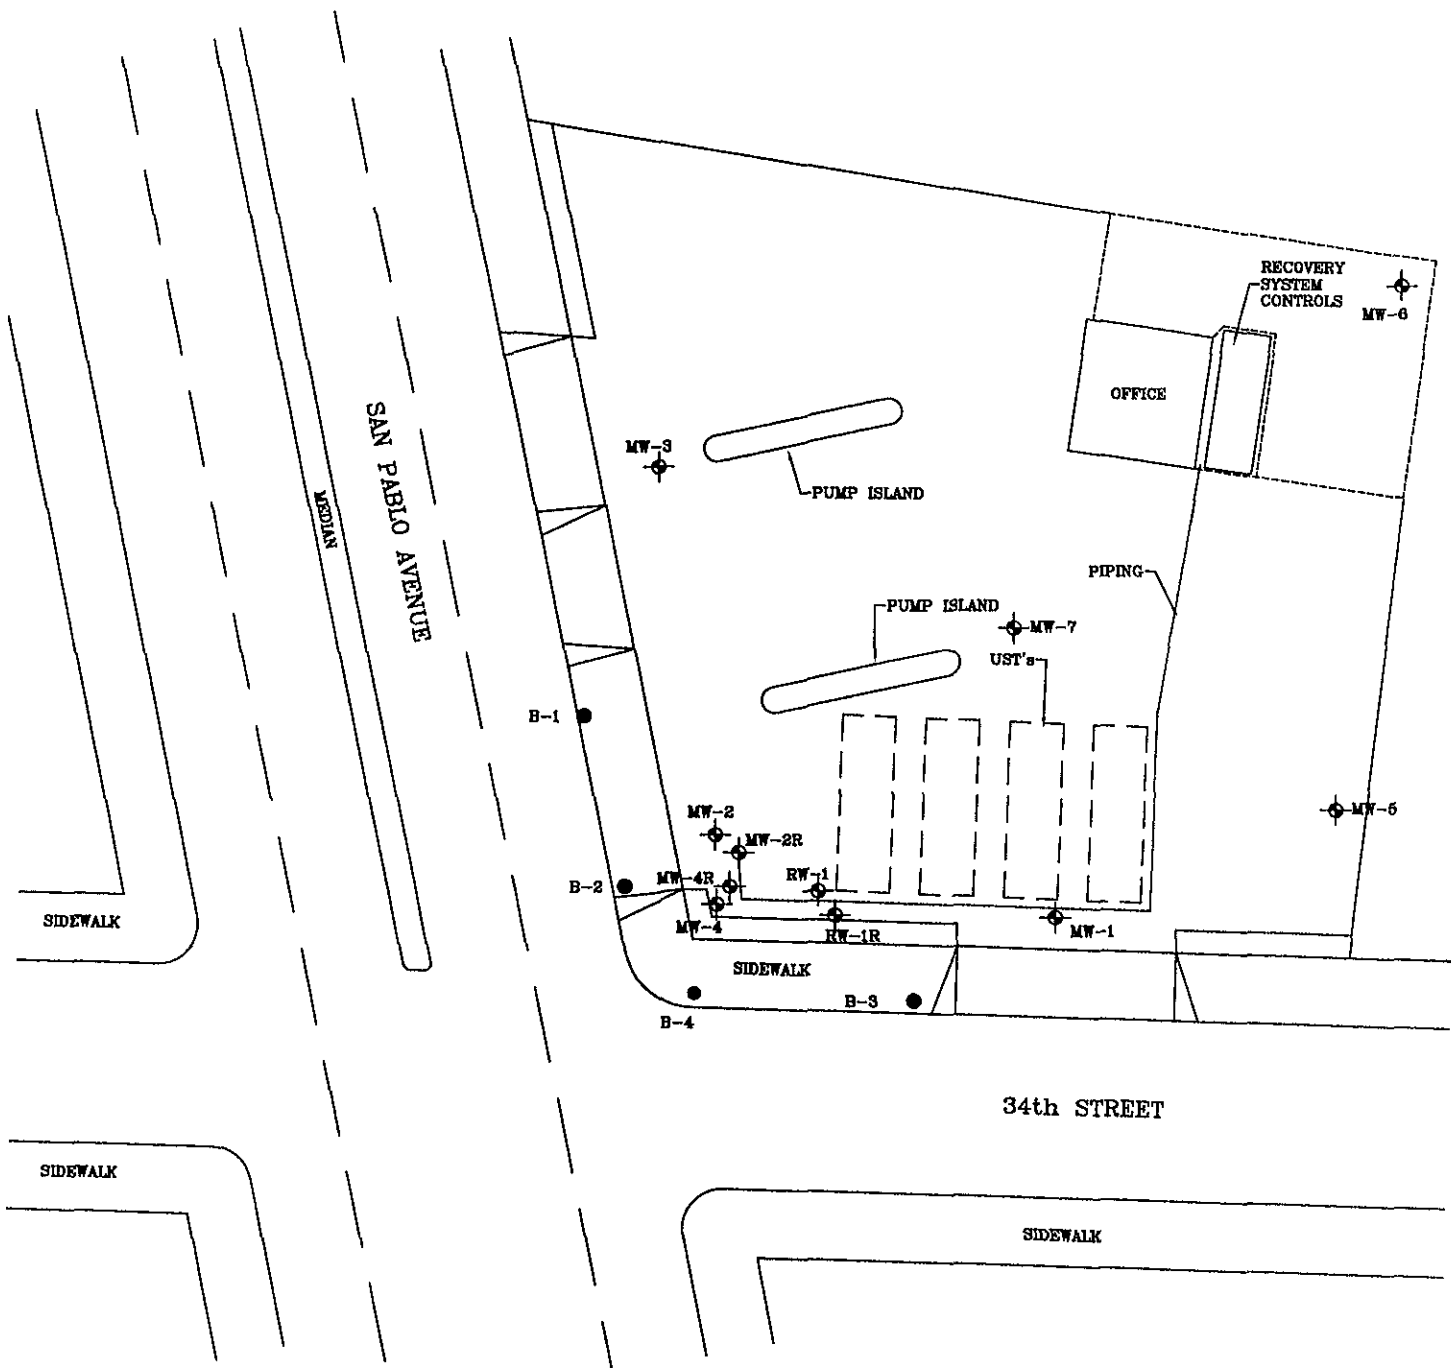 RECOVERY
SYSTEM
CONTROLS
MW-6
OFFICE
SAN PABLO AVENUE
MEDIAN
MW-3
PUMP ISLAND
PIPING
PUMP ISLAND
MW-7
UST's
B-1
MW-2
MW-2R
MW-5
B-2
MW-4R
RW-1
MW-4
RW-1R
MW-1
SIDEWALK
SIDEWALK
B-3
B-4
34th STREET
SIDEWALK
SIDEWALK